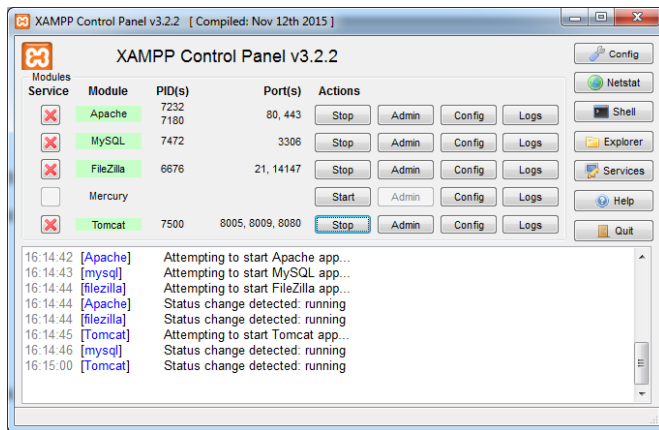 XAMPP Control Panel v3.2.2 [ Compiled: Nov 12th 2015 ]
XAMPP Control Panel v3.2.2
Config
Modules
Service Module PID(s) Port(s) Actions
Netstat
Apache 7232 7180 80, 443 Stop Admin Config Logs
Shell
MySQL 7472 3306 Stop Admin Config Logs
Explorer
FileZilla 6676 21, 14147 Stop Admin Config Logs
Services
Mercury Start Admin Config Logs
Help
Tomcat 7500 8005, 8009, 8080 Stop Admin Config Logs
Quit
16:14:42 [Apache] Attempting to start Apache app...
16:14:43 [mysql] Attempting to start MySQL app...
16:14:44 [filezilla] Attempting to start FileZilla app...
16:14:44 [Apache] Status change detected: running
16:14:44 [filezilla] Status change detected: running
16:14:45 [Tomcat] Attempting to start Tomcat app...
16:14:46 [mysql] Status change detected: running
16:15:00 [Tomcat] Status change detected: running